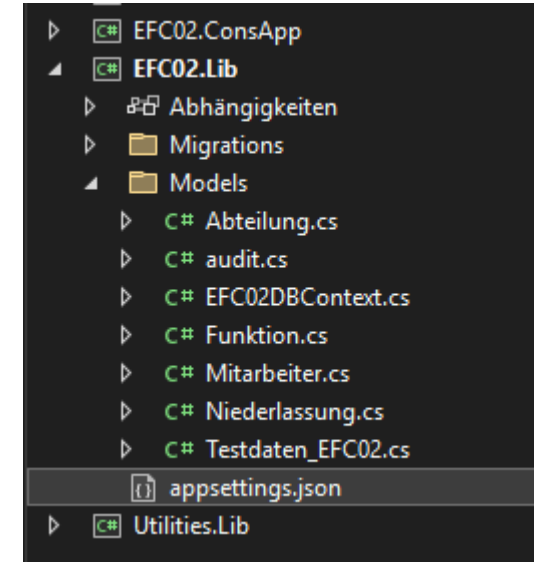 C# EFC02.ConsApp
C# EFC02.Lib
Abhängigkeiten
Migrations
Models
C# Abteilung.cs
C# audit.cs
C# EFC02DBContext.cs
C# Funktion.cs
C# Mitarbeiter.cs
C# Niederlassung.cs
C# Testdaten_EFC02.cs
{} appsettings.json
C# Utilities.Lib